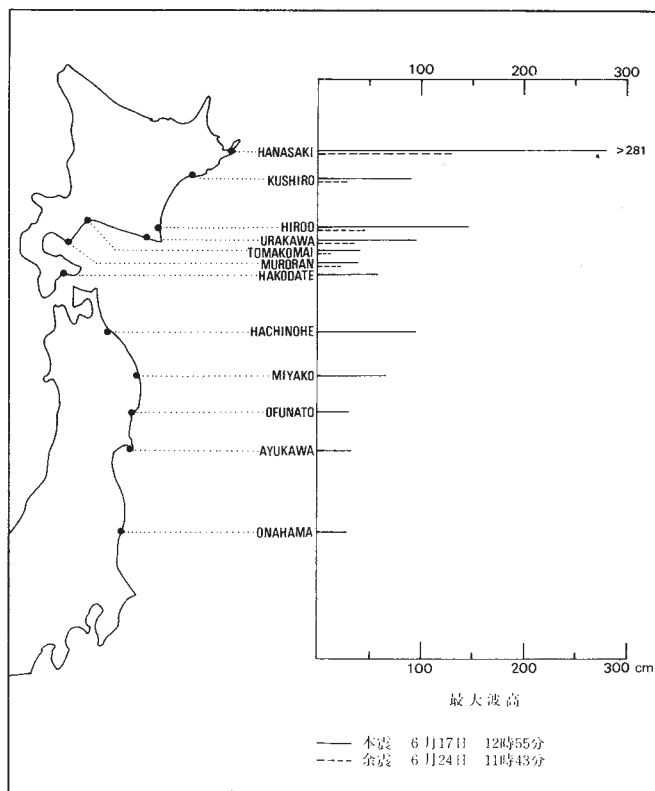 100 200 300
HANASAKI >281
KUSHIRO
HIROO
URAKAWA
TOMAKOMAI
MURORAN
HAKODATE
HACHINOHE
MIYAKO
OFUNATO
AYUKAWA
ONAHAMA
100 200 300 cm
最大波高
本震 6月17日 12時55分
余震 6月24日 11時43分